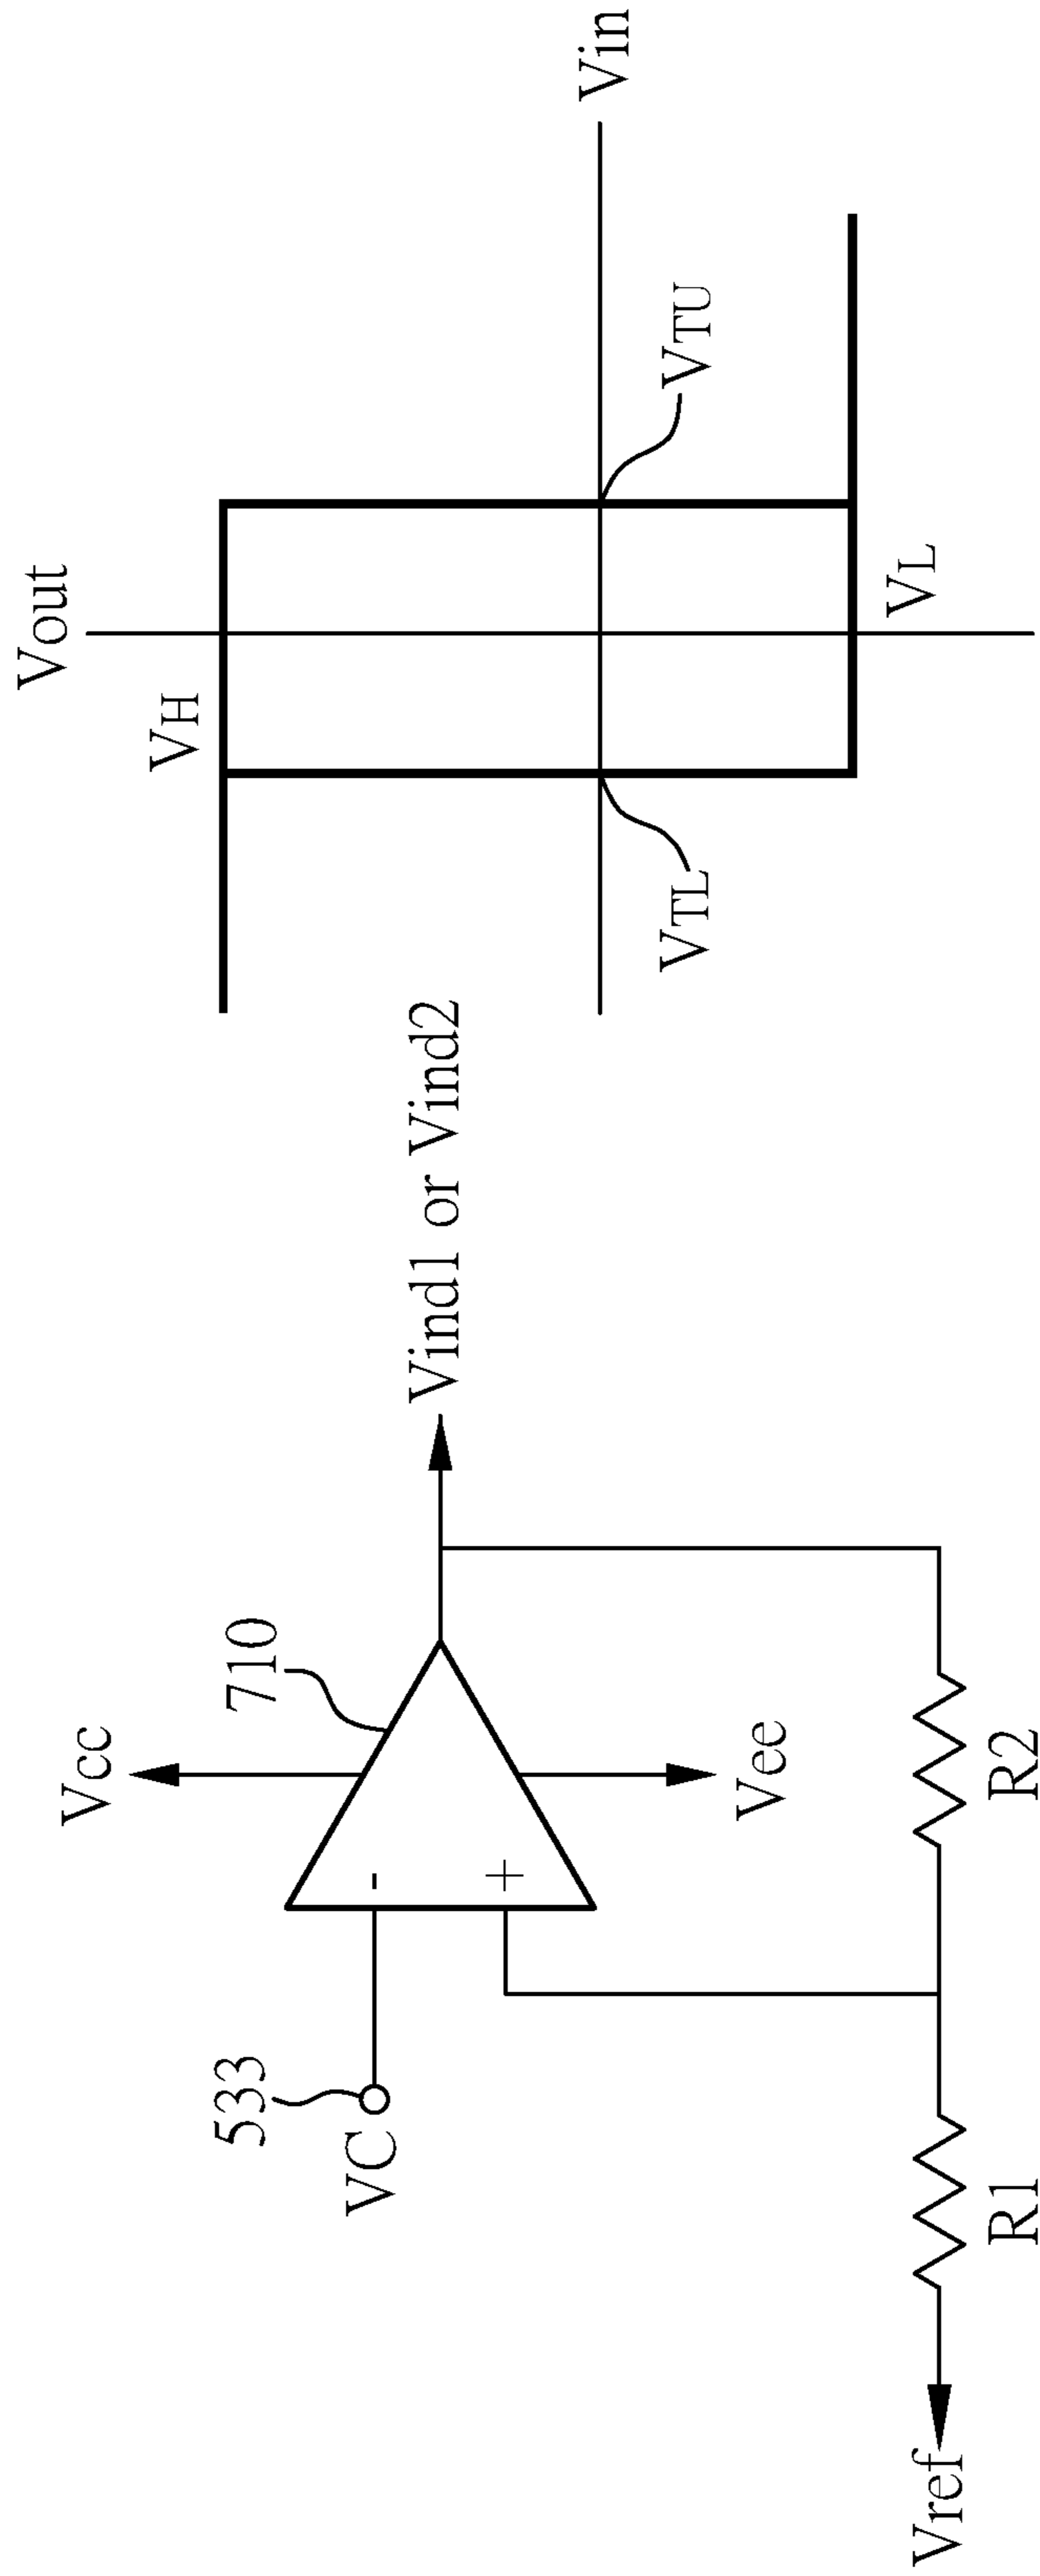 Vcc
710
533
VC
-
+
Vind1 or Vind2
Vee
Vref
R1
R2
Vout
VH
Vin
VTL
VTU
VL